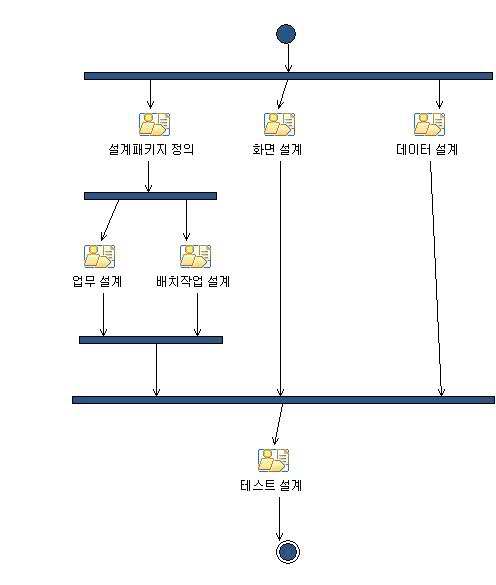 설계패키지 정의
화면 설계
데이터 설계
업무 설계
배치작업 설계
테스트 설계